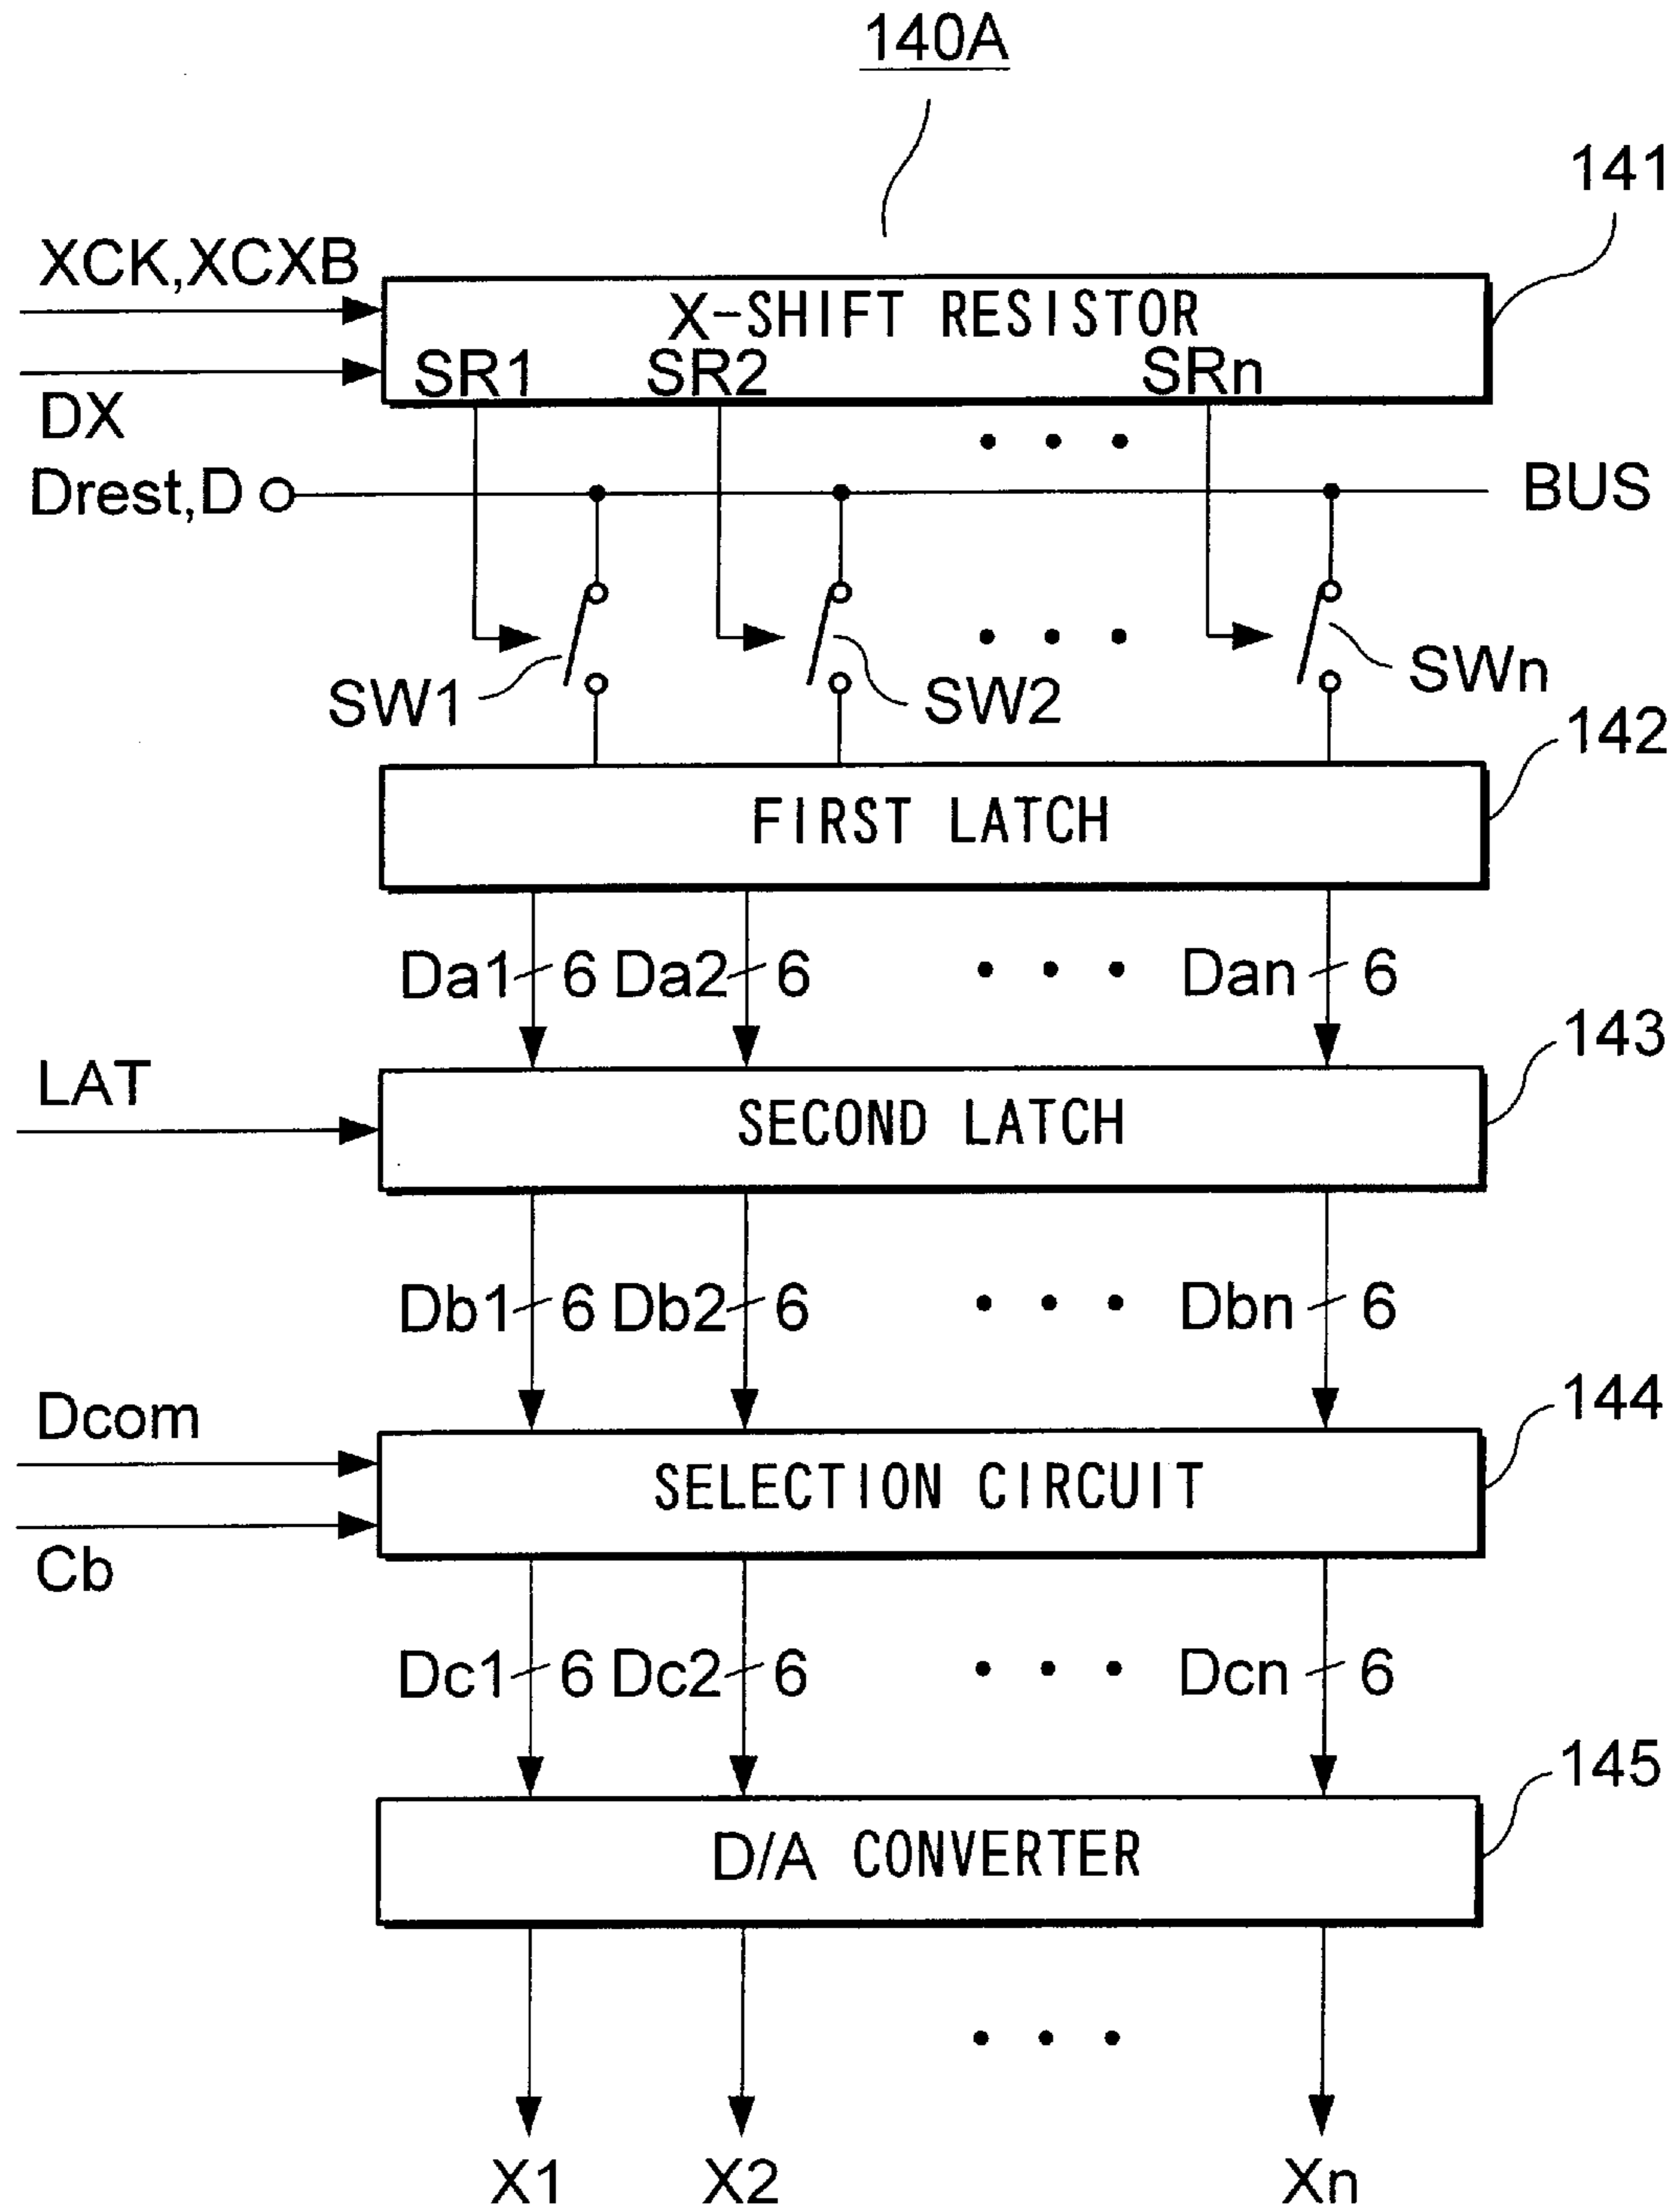 140A
141
XCK,XCXB
X-SHIFT RESISTOR
SR1 SR2 SRn
DX
Drest,D
BUS
SW1
SW2
SWn
142
FIRST LATCH
Da1 6 Da2 6 Dan 6
143
LAT
SECOND LATCH
Db1 6 Db2 6 Dbn 6
144
Dcom
SELECTION CIRCUIT
Cb
Dc1 6 Dc2 6 Dcn 6
145
D/A CONVERTER
X1 X2 Xn